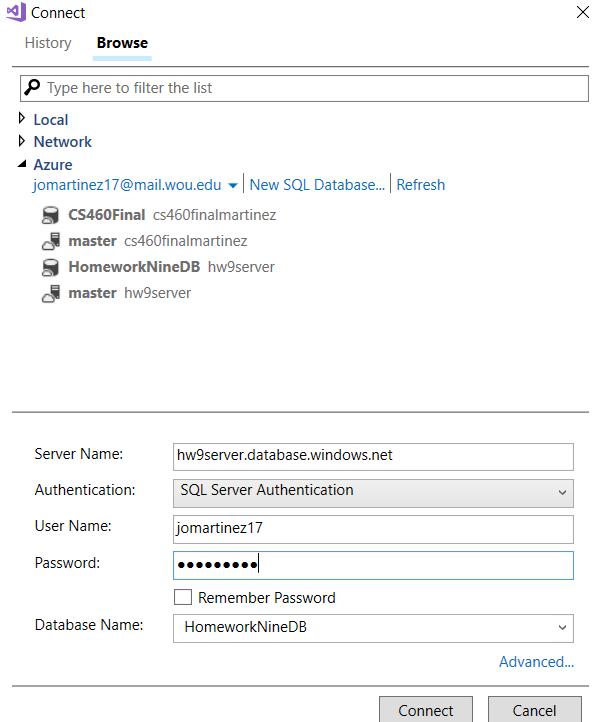 Connect
History Browse
Type here to filter the list
Local
Network
Azure
jomartinez17@mail.wou.edu New SQL Database... Refresh
CS460Final cs460finalmartinez
master cs460finalmartinez
HomeworkNineDB hw9server
master hw9server
Server Name: hw9server.database.windows.net
Authentication: SQL Server Authentication
User Name: jomartinez17
Password: ●●●●●●●●●
Remember Password
Database Name: HomeworkNineDB
Advanced...
Connect Cancel